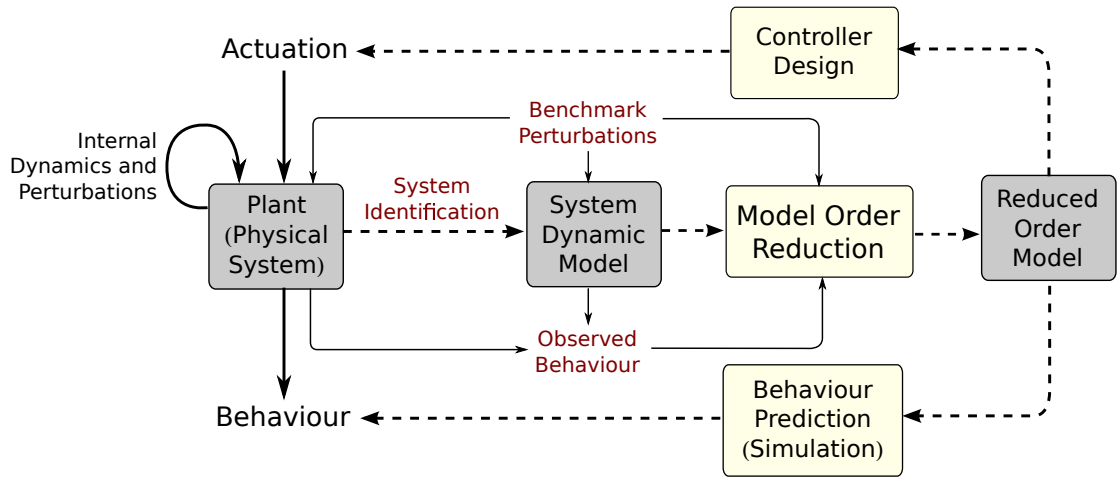 Actuation
Controller
Design
Benchmark
Perturbations
Internal
Dynamics and
Perturbations
System
Identification
Plant
(Physical
System)
System
Dynamic
Model
Model Order
Reduction
Reduced
Order
Model
Observed
Behaviour
Behaviour
Behaviour
Prediction
(Simulation)